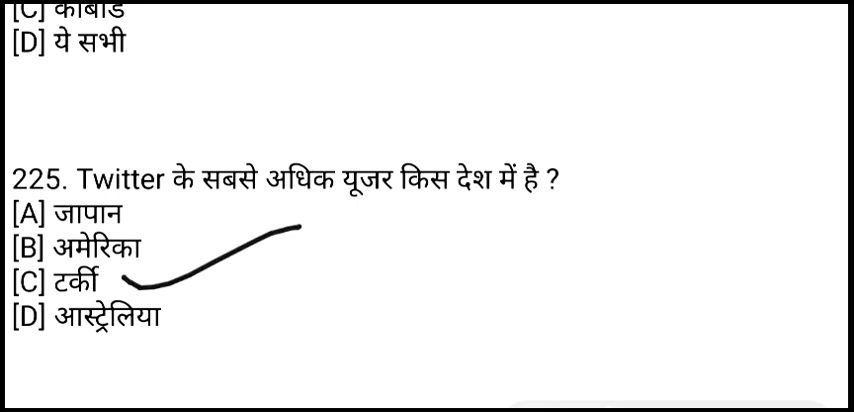 [C] काबोर्ड
[D] ये सभी
225. Twitter के सबसे अधिक यूजर किस देश में है ?
[A] जापान
[B] अमेरिका
[C] टर्की
[D] आस्ट्रेलिया